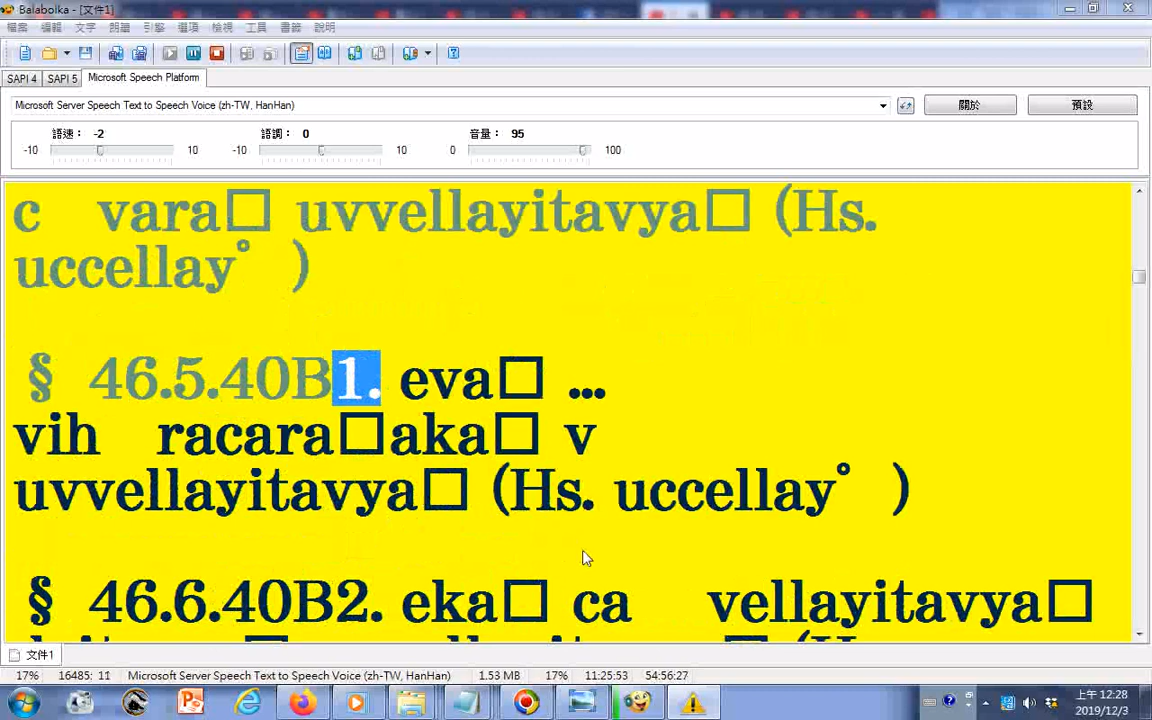 Balabolka - [文件1]
檔案 編輯 文字 朗讀 引擎 選項 檢視 工具 書籤 說明
SAPI 4 SAPI 5 Microsoft Speech Platform
Microsoft Server Speech Text to Speech Voice (zh-TW, HanHan) 關於 預設
語速： -2 語調： 0 音量： 95
-10 10 -10 10 0 100
c vara□ uvvellayitavya□ (Hs.
uccellay° )
§ 46.5.40B1. eva□ ...
vih racara□aka□ v
uvvellayitavya□ (Hs. uccellay° )
§ 46.6.40B2. eka□ ca vellayitavya□
文件1
17% 16485: 11 Microsoft Server Speech Text to Speech Voice (zh-TW, HanHan) 1.53 MB 17% 11:25:53 54:56:27
上午 12:28
2019/12/3